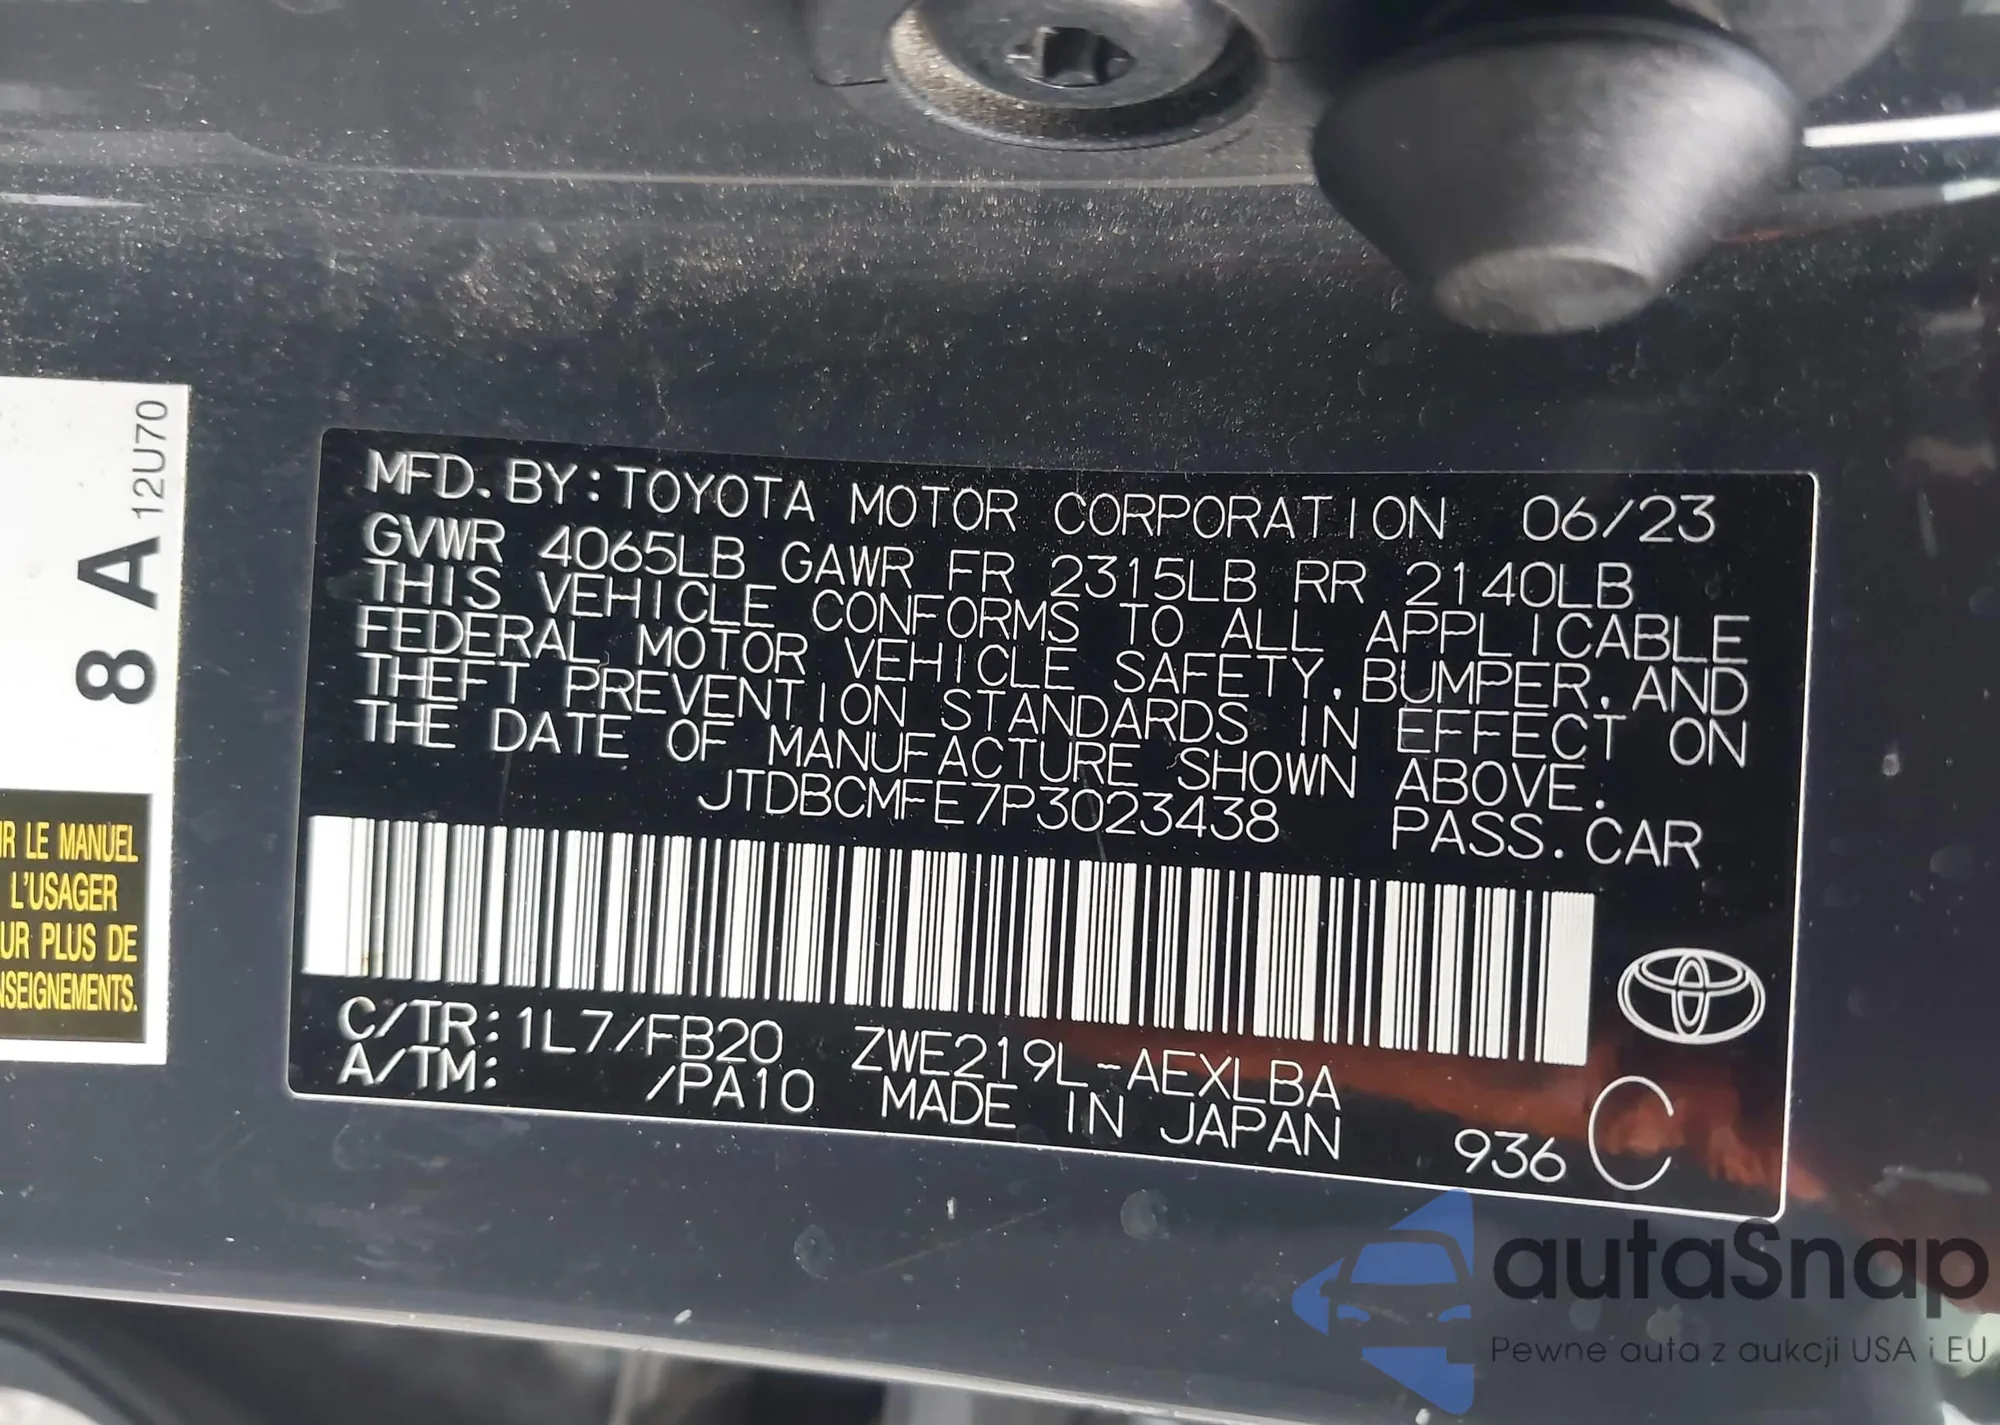 8 A 12U70
R LE MANUEL
L'USAGER
UR PLUS DE
NSEIGNEMENTS.
MFD. BY: TOYOTA MOTOR CORPORATION 06/23
GVWR 4065LB GAWR FR 2315LB RR 2140LB
THIS VEHICLE CONFORMS TO ALL APPLICABLE
FEDERAL MOTOR VEHICLE SAFETY, BUMPER, AND
THEFT PREVENTION STANDARDS IN EFFECT ON
THE DATE OF MANUFACTURE SHOWN ABOVE.
JTDBCMFE7P3023438 PASS. CAR
C/TR: 1L7/FB20 ZWE219L-AEXLBA
A/TM: /PA10 MADE IN JAPAN
936 C
autaSnap
Pewne auta z aukcji USA i EU